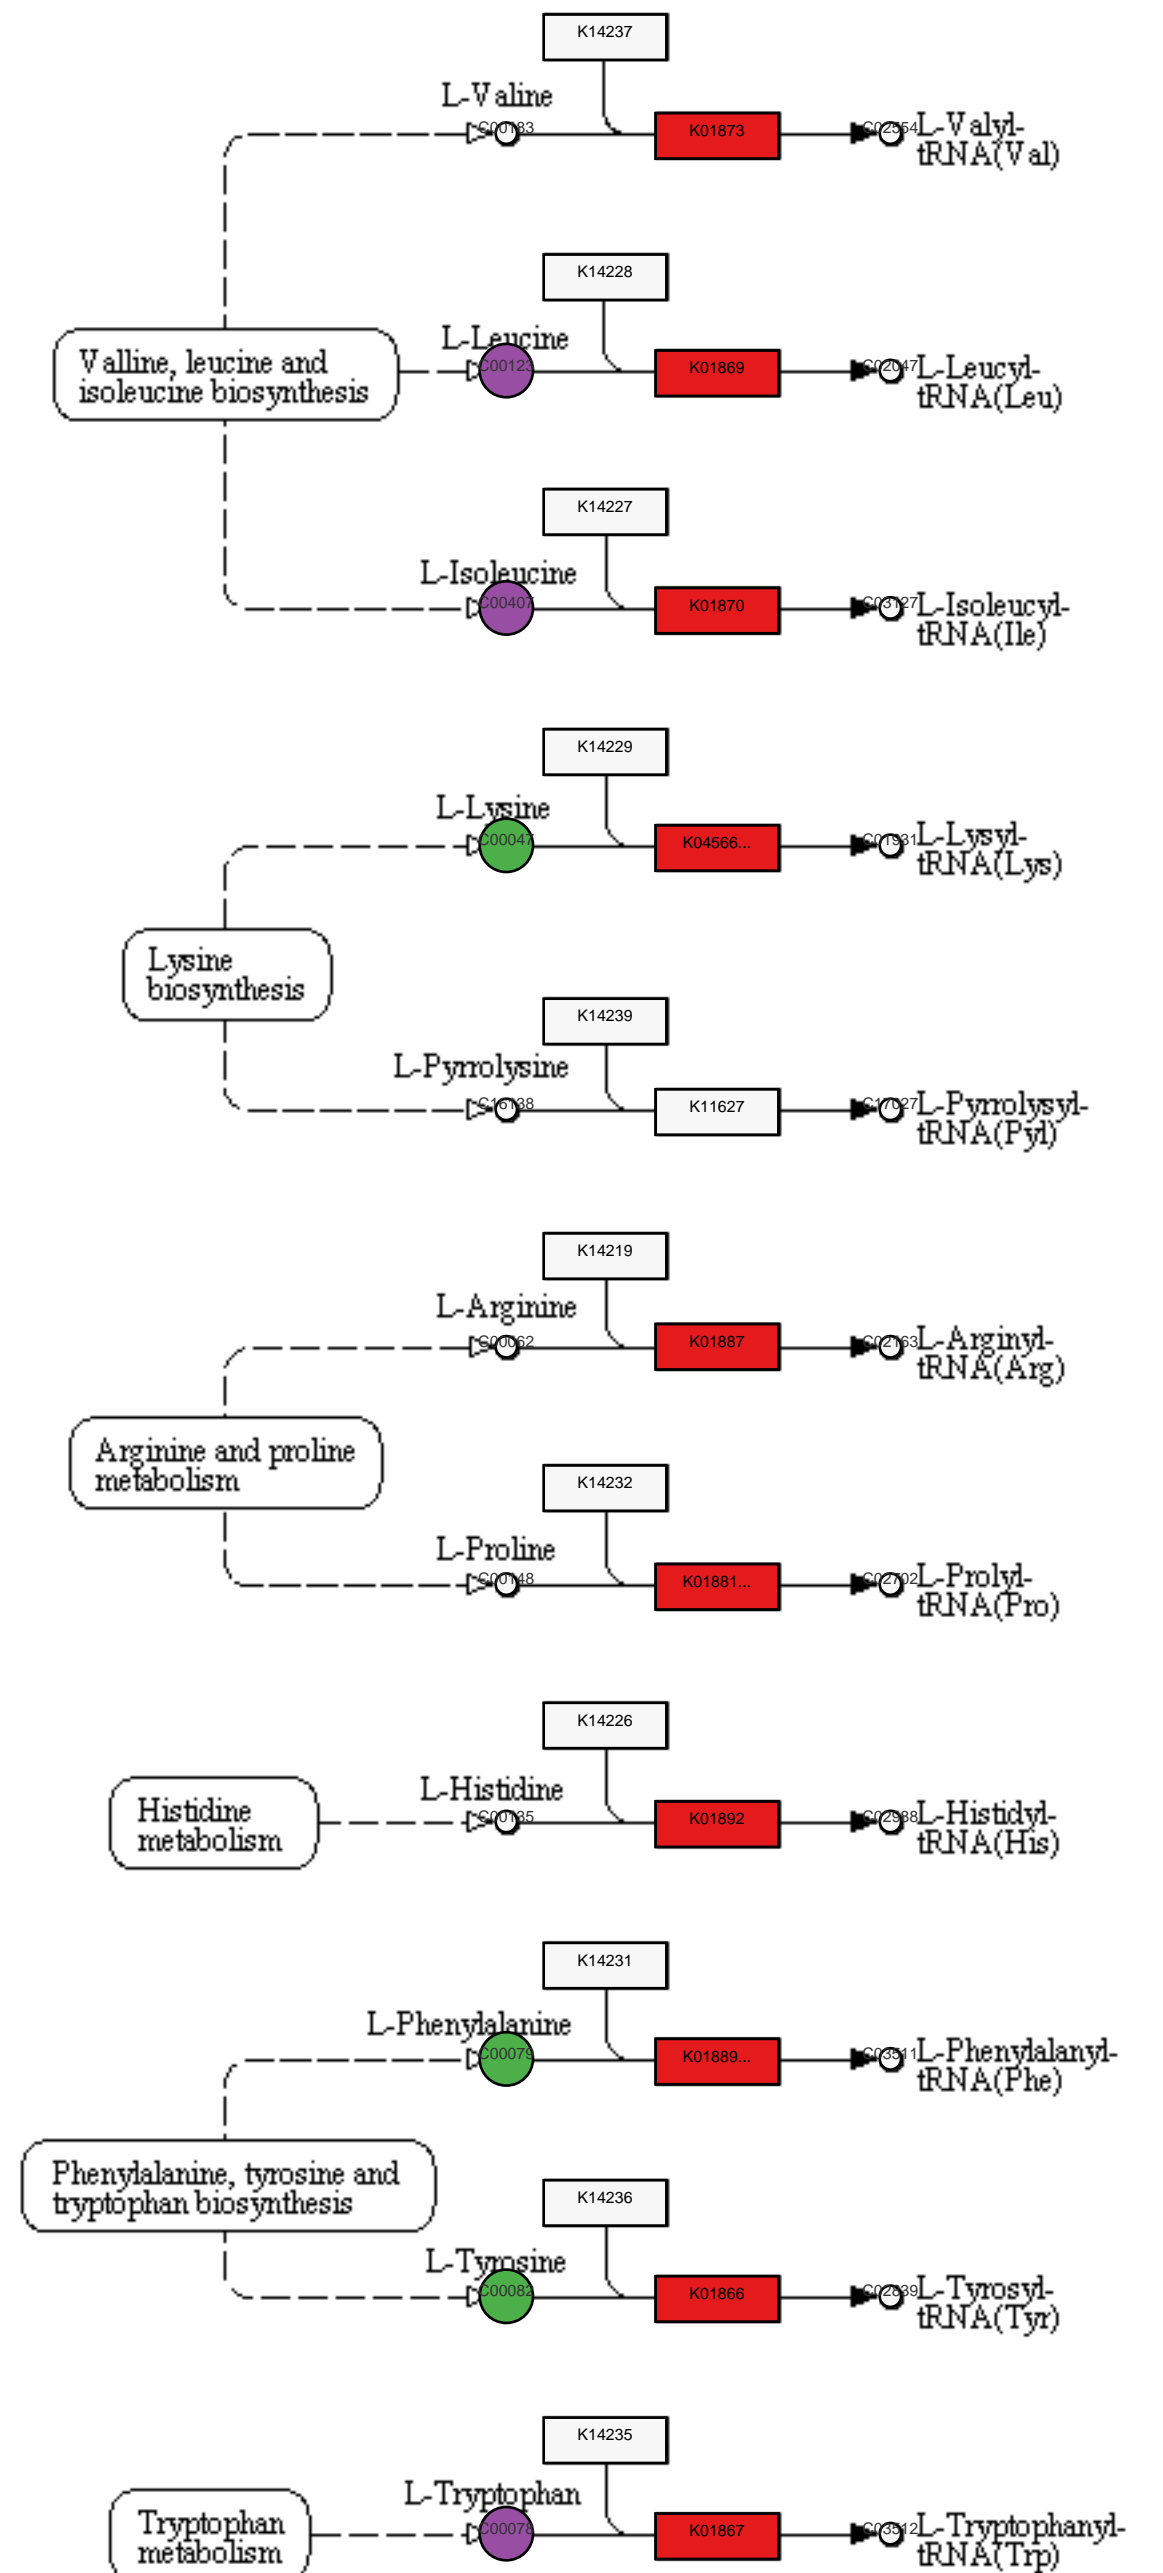 K14237
L-Valine
C00183
K01873
C02554
L-Valyl-
tRNA(Val)
K14228
L-Leucine
Valline, leucine and
isoleucine biosynthesis
C00123
K01869
C02047
L-Leucyl-
tRNA(Leu)
K14227
L-Isoleucine
C00407
K01870
C03127
L-Isoleucyl-
tRNA(Ile)
K14229
L-Lysine
C00047
K04566...
C01931
L-Lysyl-
tRNA(Lys)
Lysine
biosynthesis
K14239
L-Pyrrolysine
C16138
K11627
C17027
L-Pyrrolysyl-
tRNA(Pyl)
K14219
L-Arginine
C00062
K01887
C02163
L-Arginyl-
tRNA(Arg)
Arginine and proline
metabolism
K14232
L-Proline
C00148
K01881...
C02702
L-Prolyl-
tRNA(Pro)
K14226
L-Histidine
Histidine
metabolism
C00135
K01892
C02988
L-Histidyl-
tRNA(His)
K14231
L-Phenylalanine
C00079
K01889...
C03511
L-Phenylalanyl-
tRNA(Phe)
Phenylalanine, tyrosine and
tryptophan biosynthesis
K14236
L-Tyrosine
C00082
K01866
C02839
L-Tyrosyl-
tRNA(Tyr)
K14235
L-Tryptophan
Tryptophan
metabolism
C00078
K01867
C03512
L-Tryptophanyl-
tRNA(Trp)